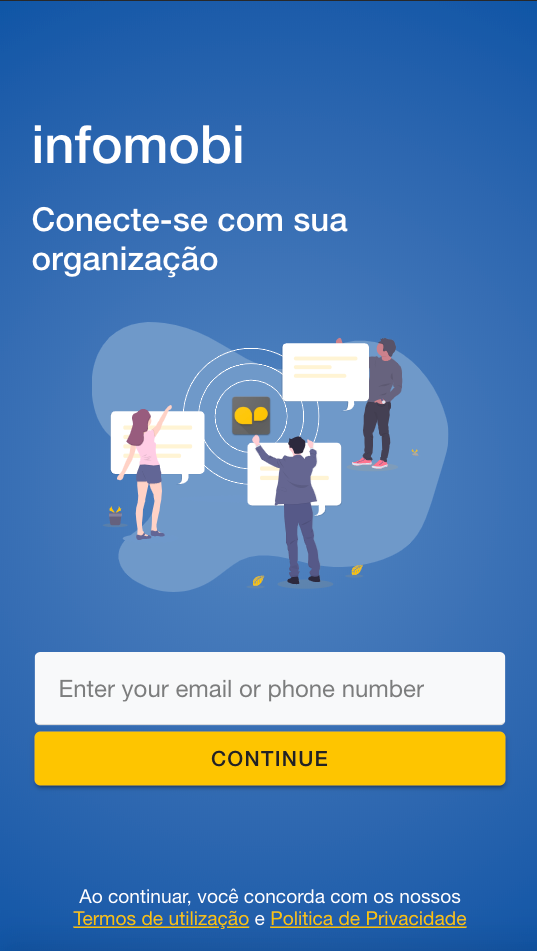 infomobi
Conecte-se com sua
organização
Enter your email or phone number
CONTINUE
Ao continuar, você concorda com os nossos
Termos de utilização e Politica de Privacidade